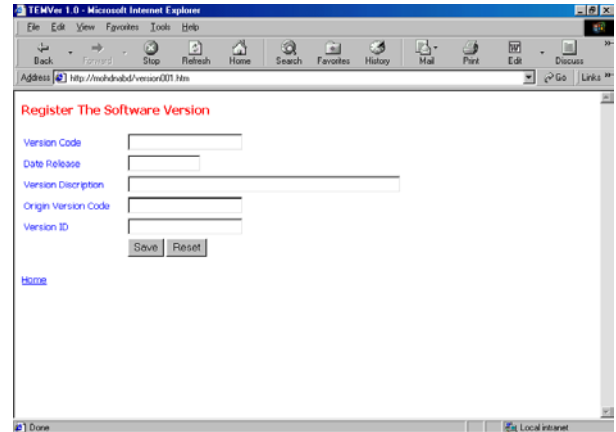 TEMVer 1.0 - Microsoft Internet Explorer
File Edit View Favorites Tools Help
Back Forward Stop Refresh Home Search Favorites History Mail Print Edit Discuss
Address http://mohdnabd/version001.htm Go Links
Register The Software Version
Version Code
Date Release
Version Discription
Origin Version Code
Version ID
Save Reset
Home
Done Local intranet